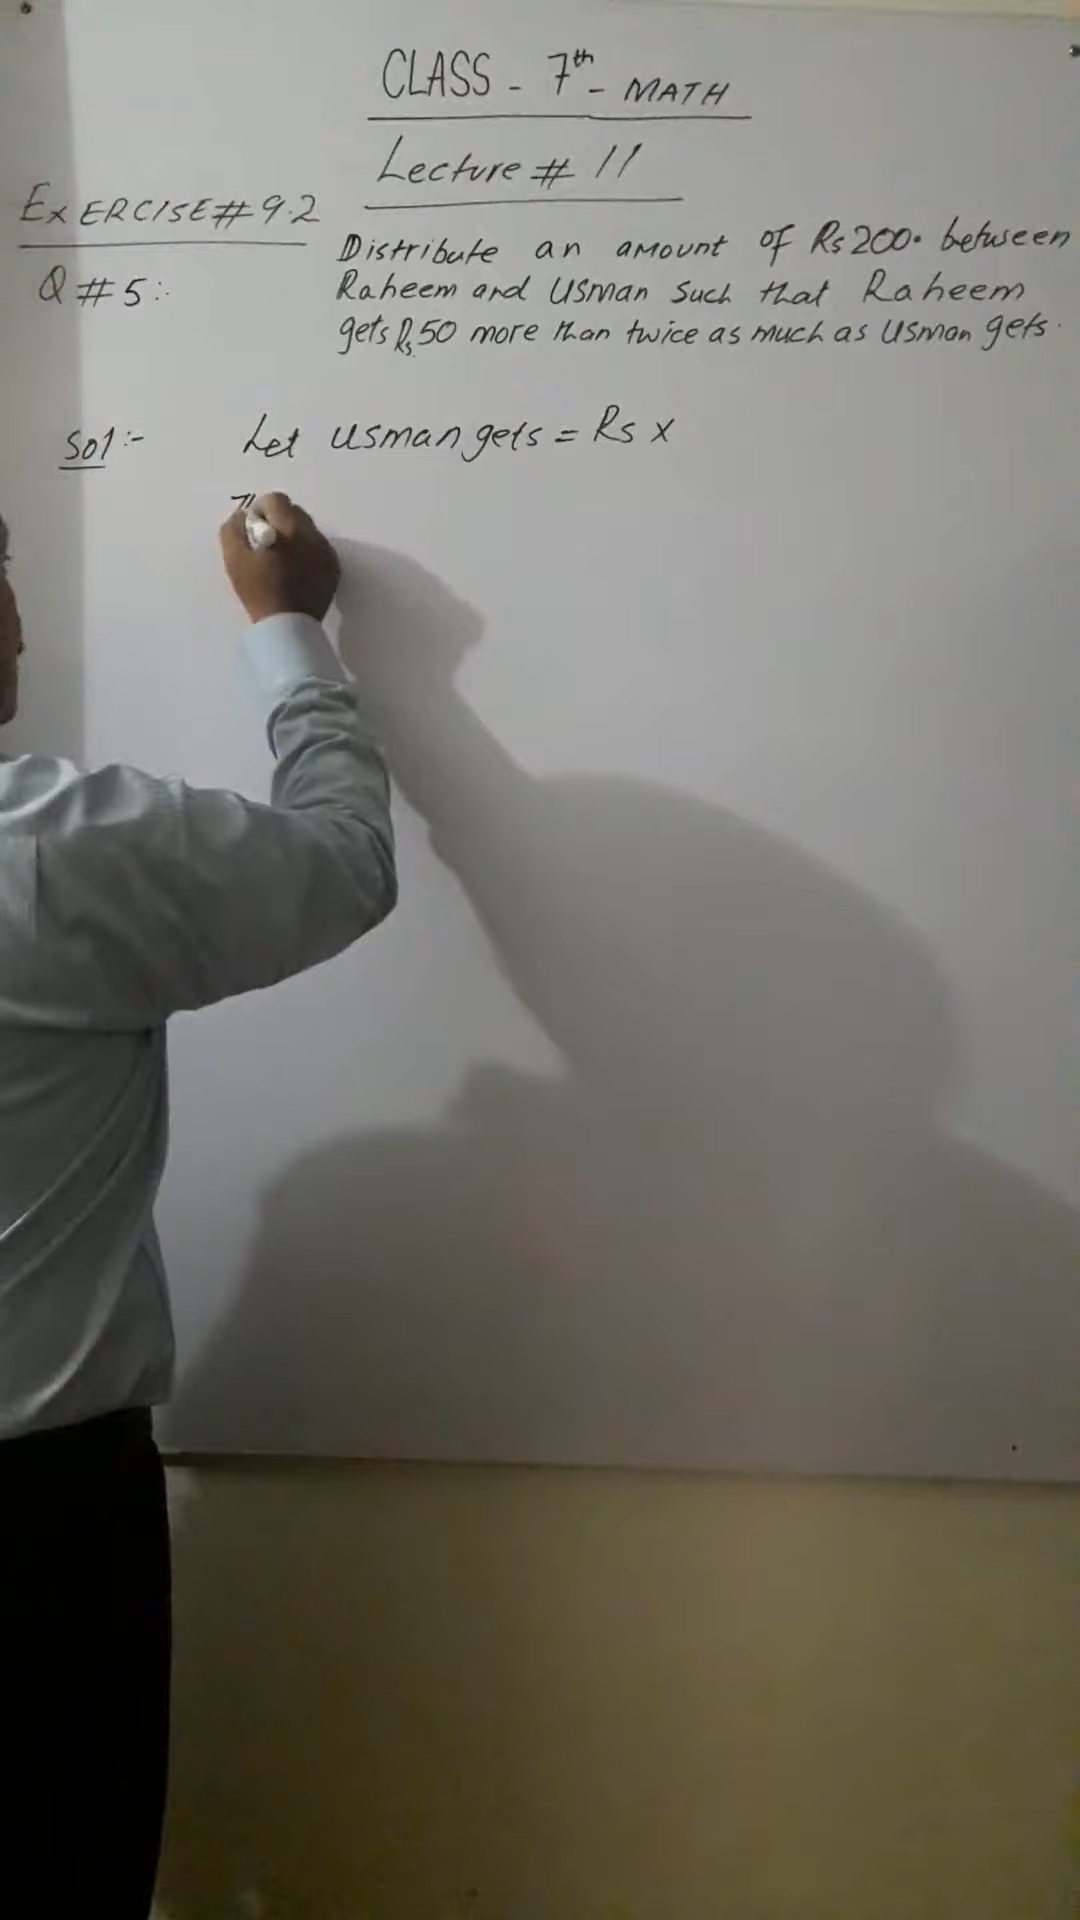 CLASS - 7th - MATH
Lecture # 11
EXERCISE # 9.2
Q # 5:
Distribute an amount of Rs 200. between
Raheem and Usman such that Raheem
gets Rs 50 more than twice as much as Usman gets.
Sol:- Let usman gets = Rs x